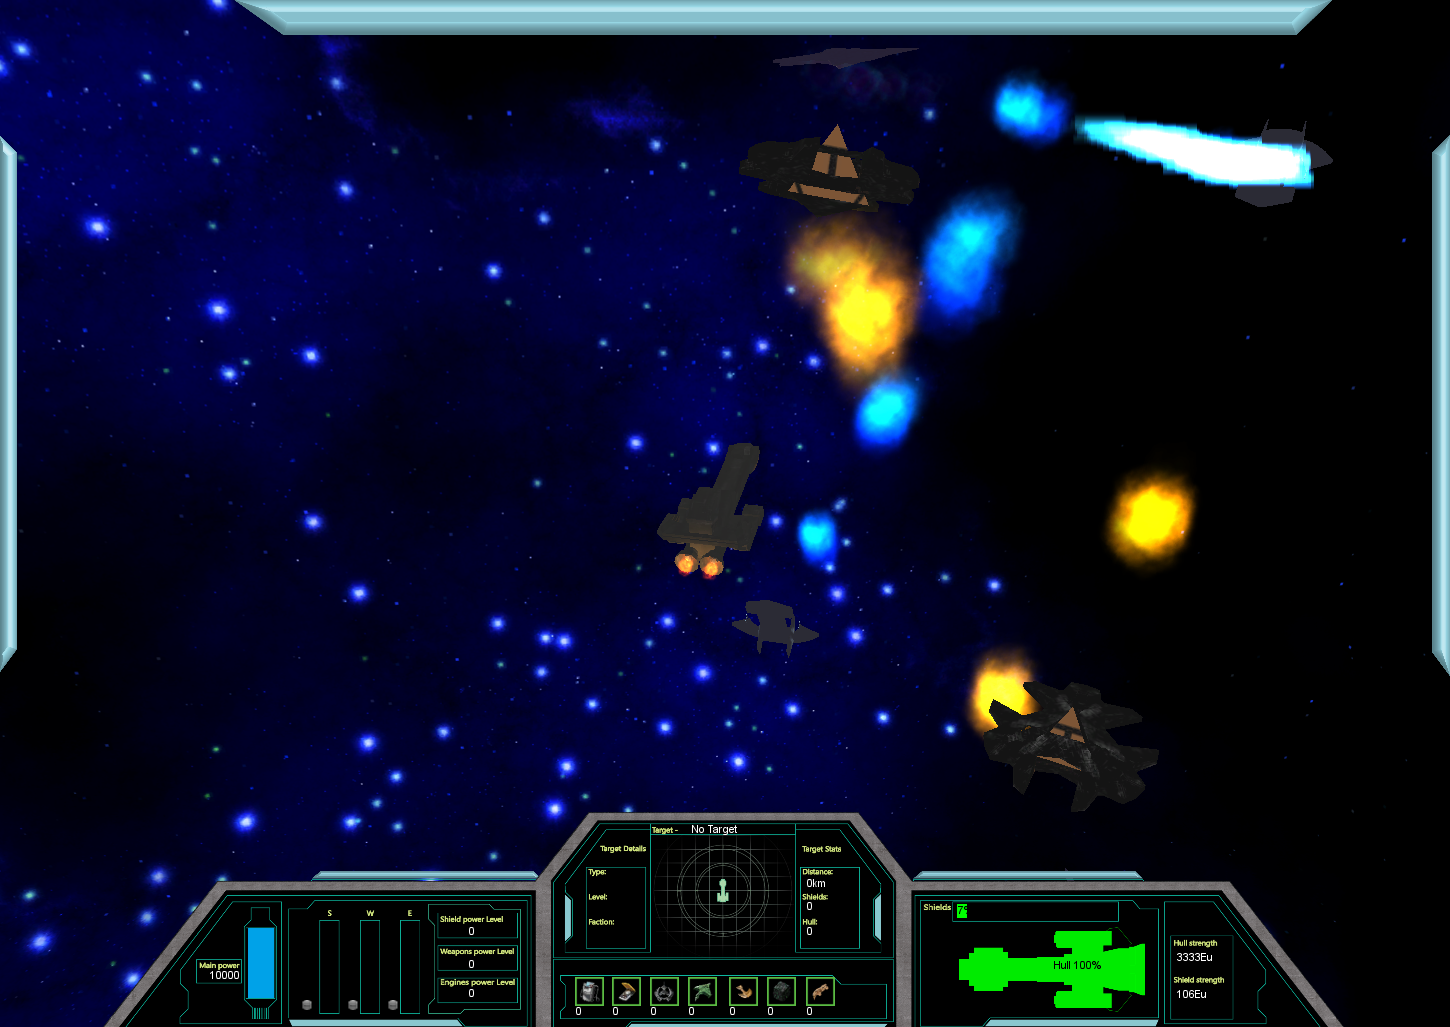 Target - No Target
Target Details
Type:
Level:
Faction:
Target Stats
Distance:
0km
Shields:
0
Hull:
0
Main power
10000
S W E
Shield power Level
0
Weapons power Level
0
Engines power Level
0
0 0 0 0 0 0 0
Shields
Hull 100%
Hull strength
3333Eu
Shield strength
106Eu